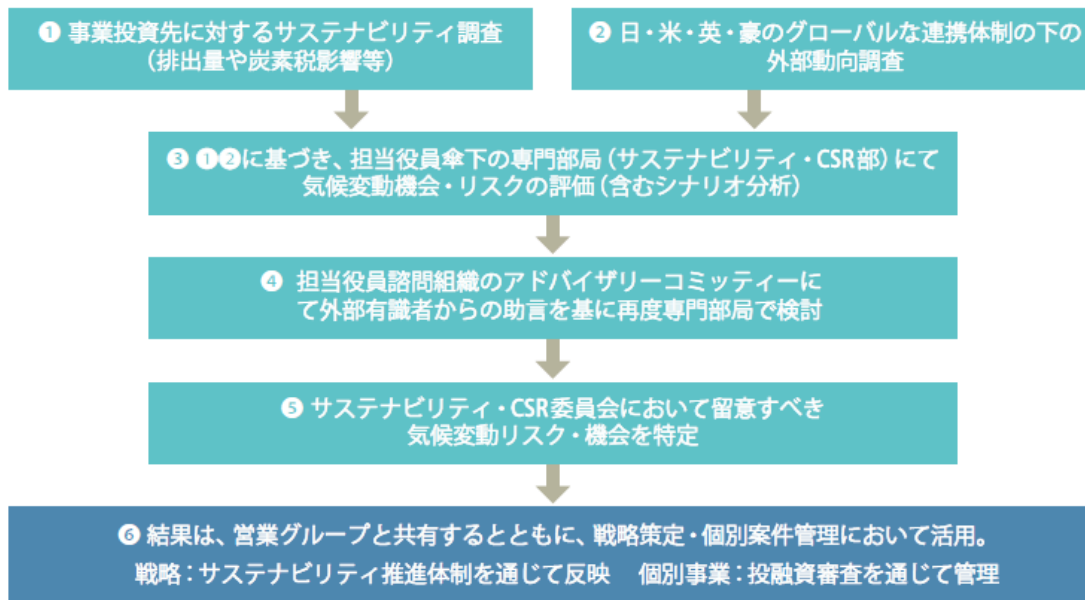 ❶ 事業投資先に対するサステナビリティ調査
（排出量や炭素税影響等）
❷ 日・米・英・豪のグローバルな連携体制の下の
外部動向調査
❸ ❶❷に基づき、担当役員傘下の専門部局（サステナビリティ・CSR部）にて
気候変動機会・リスクの評価（含むシナリオ分析）
❹ 担当役員諮問組織のアドバイザリーコミッティーに
て外部有識者からの助言を基に再度専門部局で検討
❺ サステナビリティ・CSR委員会において留意すべき
気候変動リスク・機会を特定
❻ 結果は、営業グループと共有するとともに、戦略策定・個別案件管理において活用。
戦略：サステナビリティ推進体制を通じて反映　個別事業：投融資審査を通じて管理